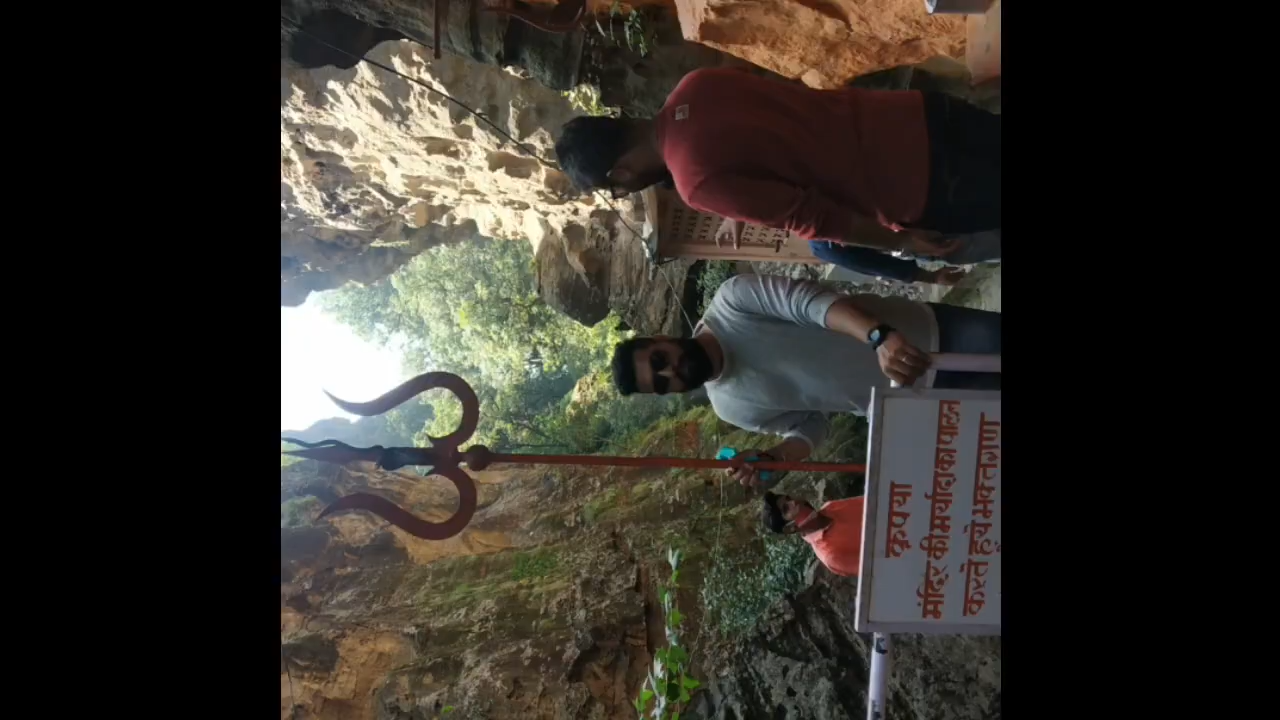 कृपया
मंदिर की मर्यादा का पालन
करते हुये भक्तगण